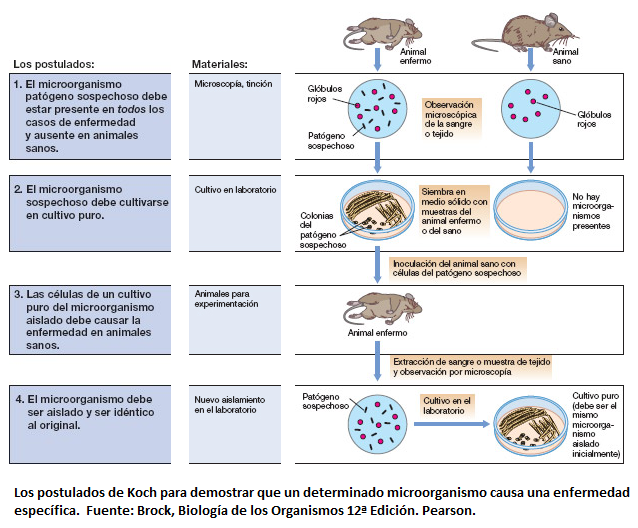 Los postulados:
Materiales:
Animal
enfermo
Animal
sano
1. El microorganismo
patógeno sospechoso debe
estar presente en todos los
casos de enfermedad
y ausente en animales
sanos.
Microscopía, tinción
Glóbulos
rojos
Patógeno
sospechoso
Observación
microscópica
de la sangre
o tejido
Glóbulos
rojos
2. El microorganismo
sospechoso debe cultivarse
en cultivo puro.
Cultivo en laboratorio
Colonias
del
patógeno
sospechoso
Siembra en
medio sólido con
muestras del
animal enfermo
o del sano
No hay
microorga-
nismos
presentes
Inoculación del animal sano con
células del patógeno sospechoso
3. Las células de un cultivo
puro del microorganismo
aislado debe causar la
enfermedad en animales
sanos.
Animales para
experimentación
Animal enfermo
Extracción de sangre o muestra de tejido
y observación por microscopía
4. El microorganismo debe
ser aislado y ser idéntico
al original.
Nuevo aislamiento
en el laboratorio
Patógeno
sospechoso
Cultivo en el
laboratorio
Cultivo puro
(debe ser el
mismo
microorga-
nismo
aislado
inicialmente)
Los postulados de Koch para demostrar que un determinado microorganismo causa una enfermedad
específica. Fuente: Brock, Biología de los Organismos 12ª Edición. Pearson.